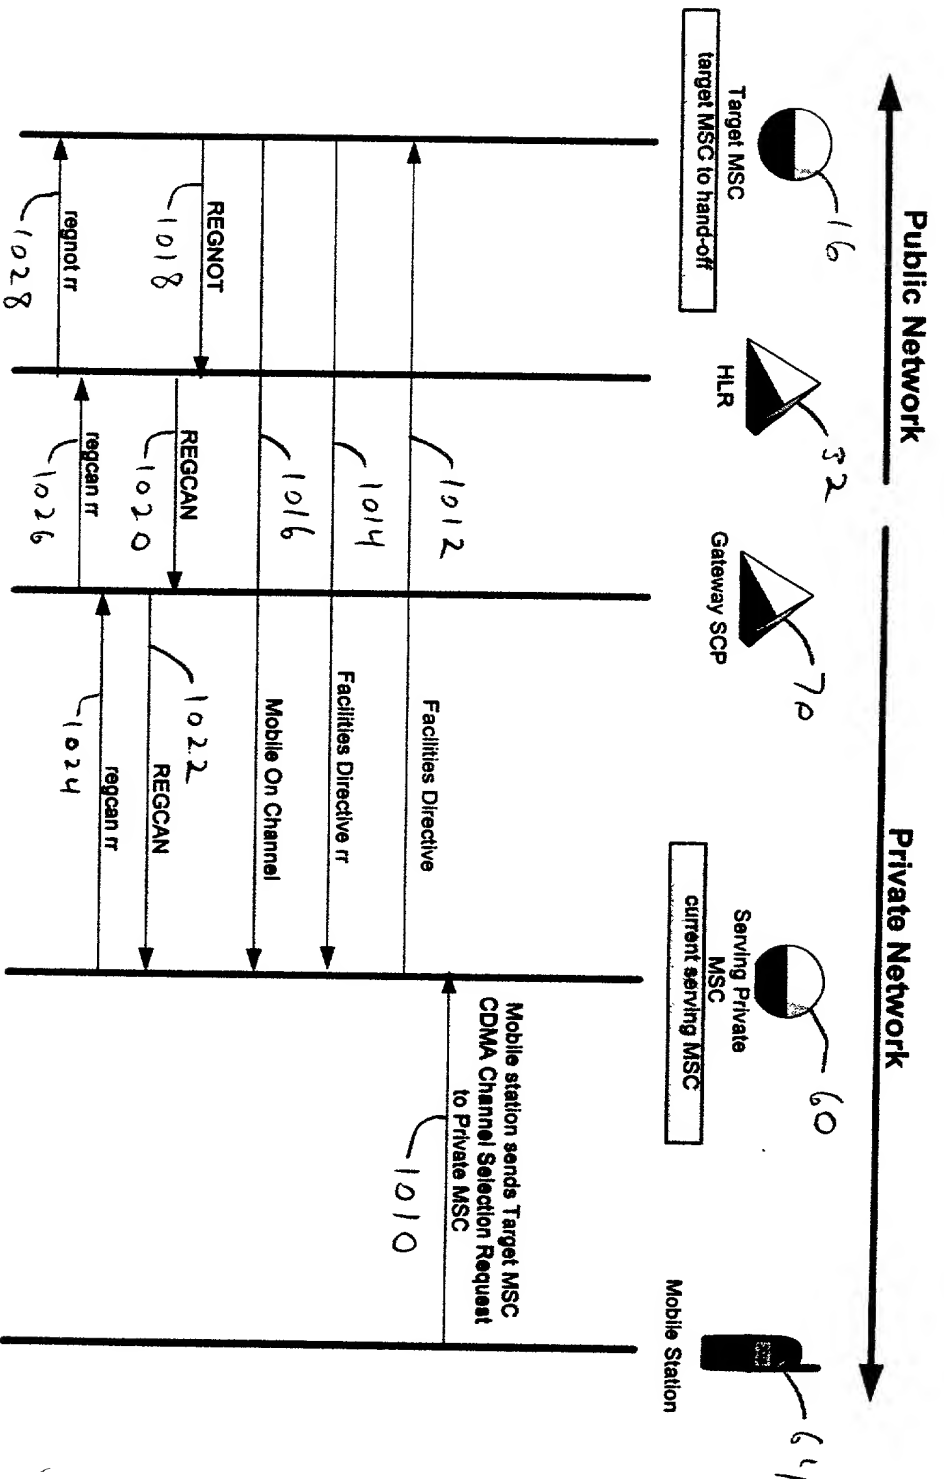 Public Network
Private Network
16
32
70
60
64
Target MSC
target MSC to hand-off
HLR
Gateway SCP
Serving Private
MSC
current serving MSC
Mobile Station
Mobile station sends Target MSC
CDMA Channel Selection Request
to Private MSC
1010
1012
Facilities Directive
1014
Facilities Directive rr
1016
Mobile On Channel
REGNOT
1018
REGCAN
1020
1022
REGCAN
regcan rr
1024
regcan rr
1026
regnot rr
1028